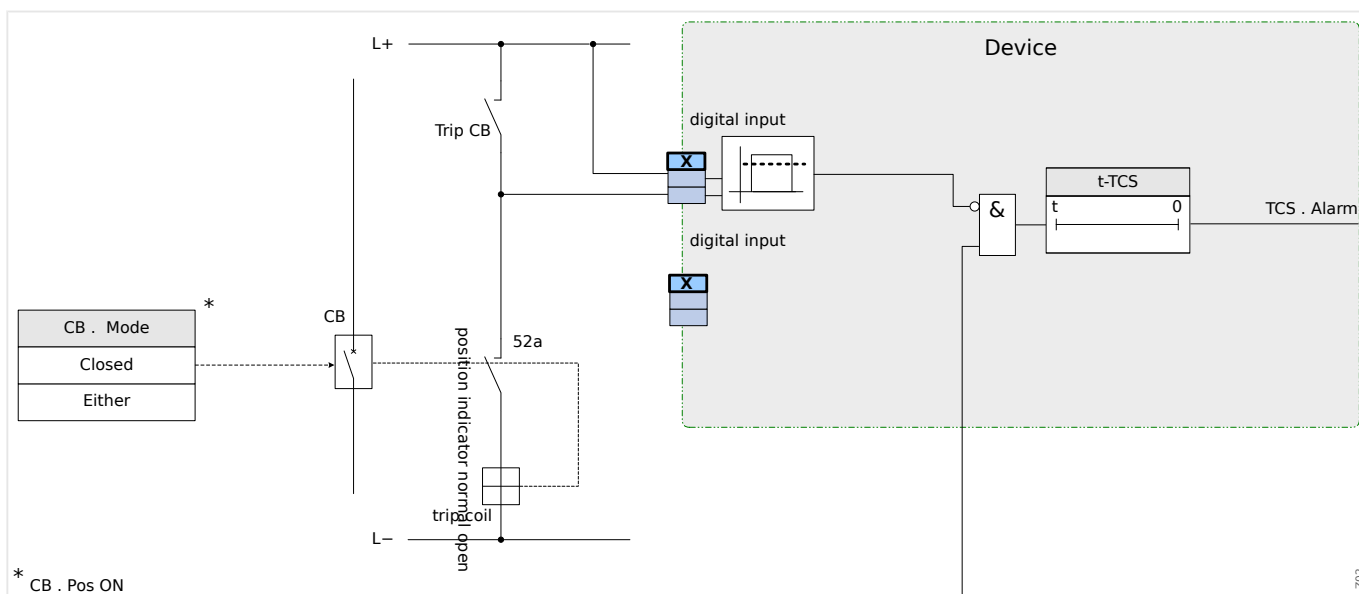 L+
Device
digital input
Trip CB
X
t-TCS
t 0
&
TCS . Alarm
digital input
X
*
CB . Mode
CB
Closed
Either
52a
position indicator normal open
trip coil
L−
* CB . Pos ON